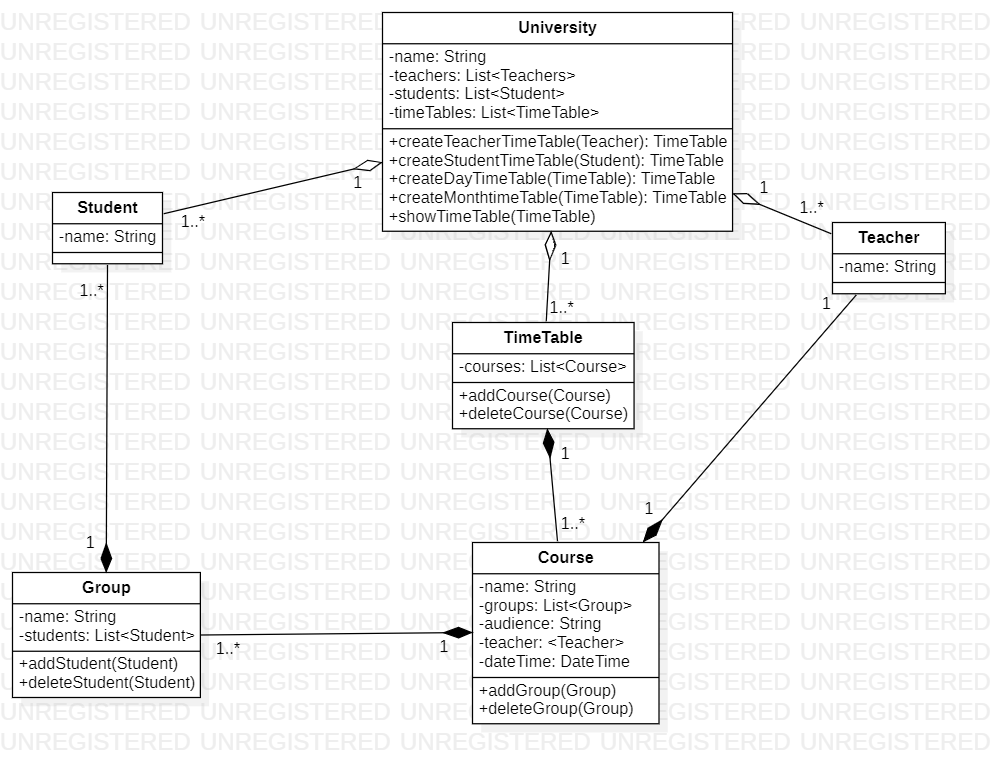 University
-name: String
-teachers: List<Teachers>
-students: List<Student>
-timeTables: List<TimeTable>
+createTeacherTimeTable(Teacher): TimeTable
+createStudentTimeTable(Student): TimeTable
+createDayTimeTable(TimeTable): TimeTable
+createMonthtimeTable(TimeTable): TimeTable
+showTimeTable(TimeTable)
1
1..*
1
1..*
Student
-name: String
Teacher
-name: String
1
1..*
1..*
1
TimeTable
-courses: List<Course>
+addCourse(Course)
+deleteCourse(Course)
1
1..*
1
1
Group
-name: String
-students: List<Student>
+addStudent(Student)
+deleteStudent(Student)
1..*
1
Course
-name: String
-groups: List<Group>
-audience: String
-teacher: <Teacher>
-dateTime: DateTime
+addGroup(Group)
+deleteGroup(Group)
UNREGISTERED